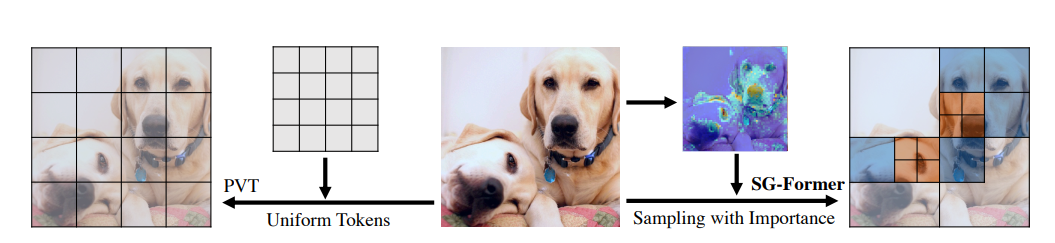 PVT
Uniform Tokens
SG-Former
Sampling with Importance